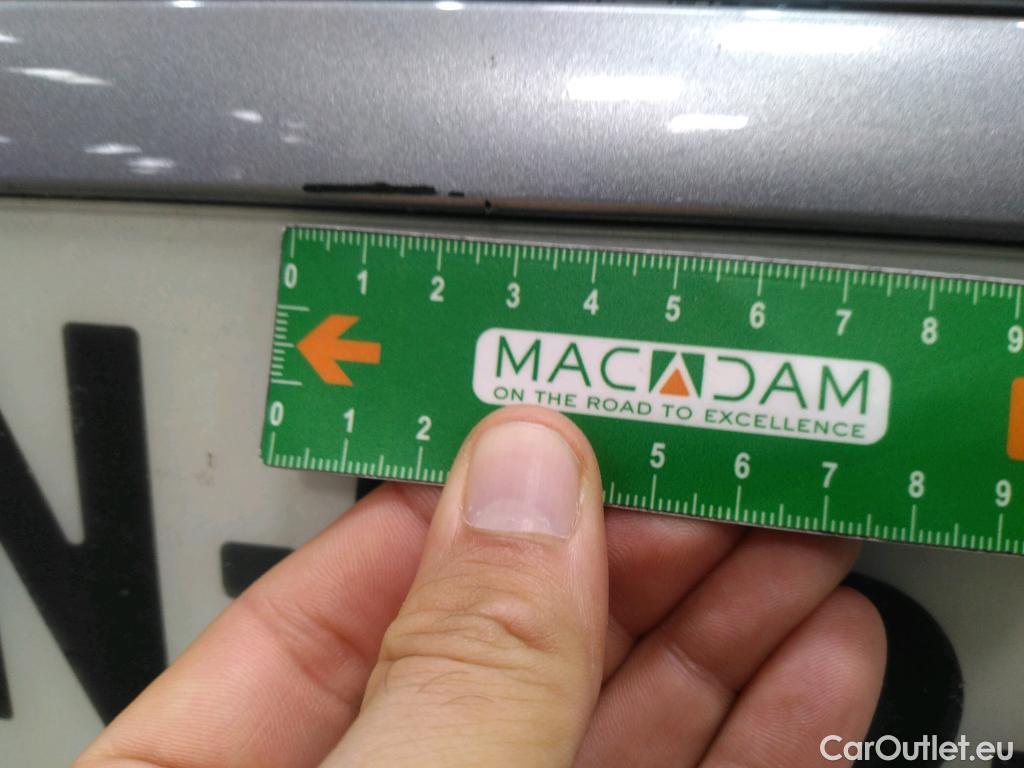 0 1 2 3 4 5 6 7 8 9
MACADAM
ON THE ROAD TO EXCELLENCE
0 1 2 5 6 7 8 9
N -
CarOutlet.eu